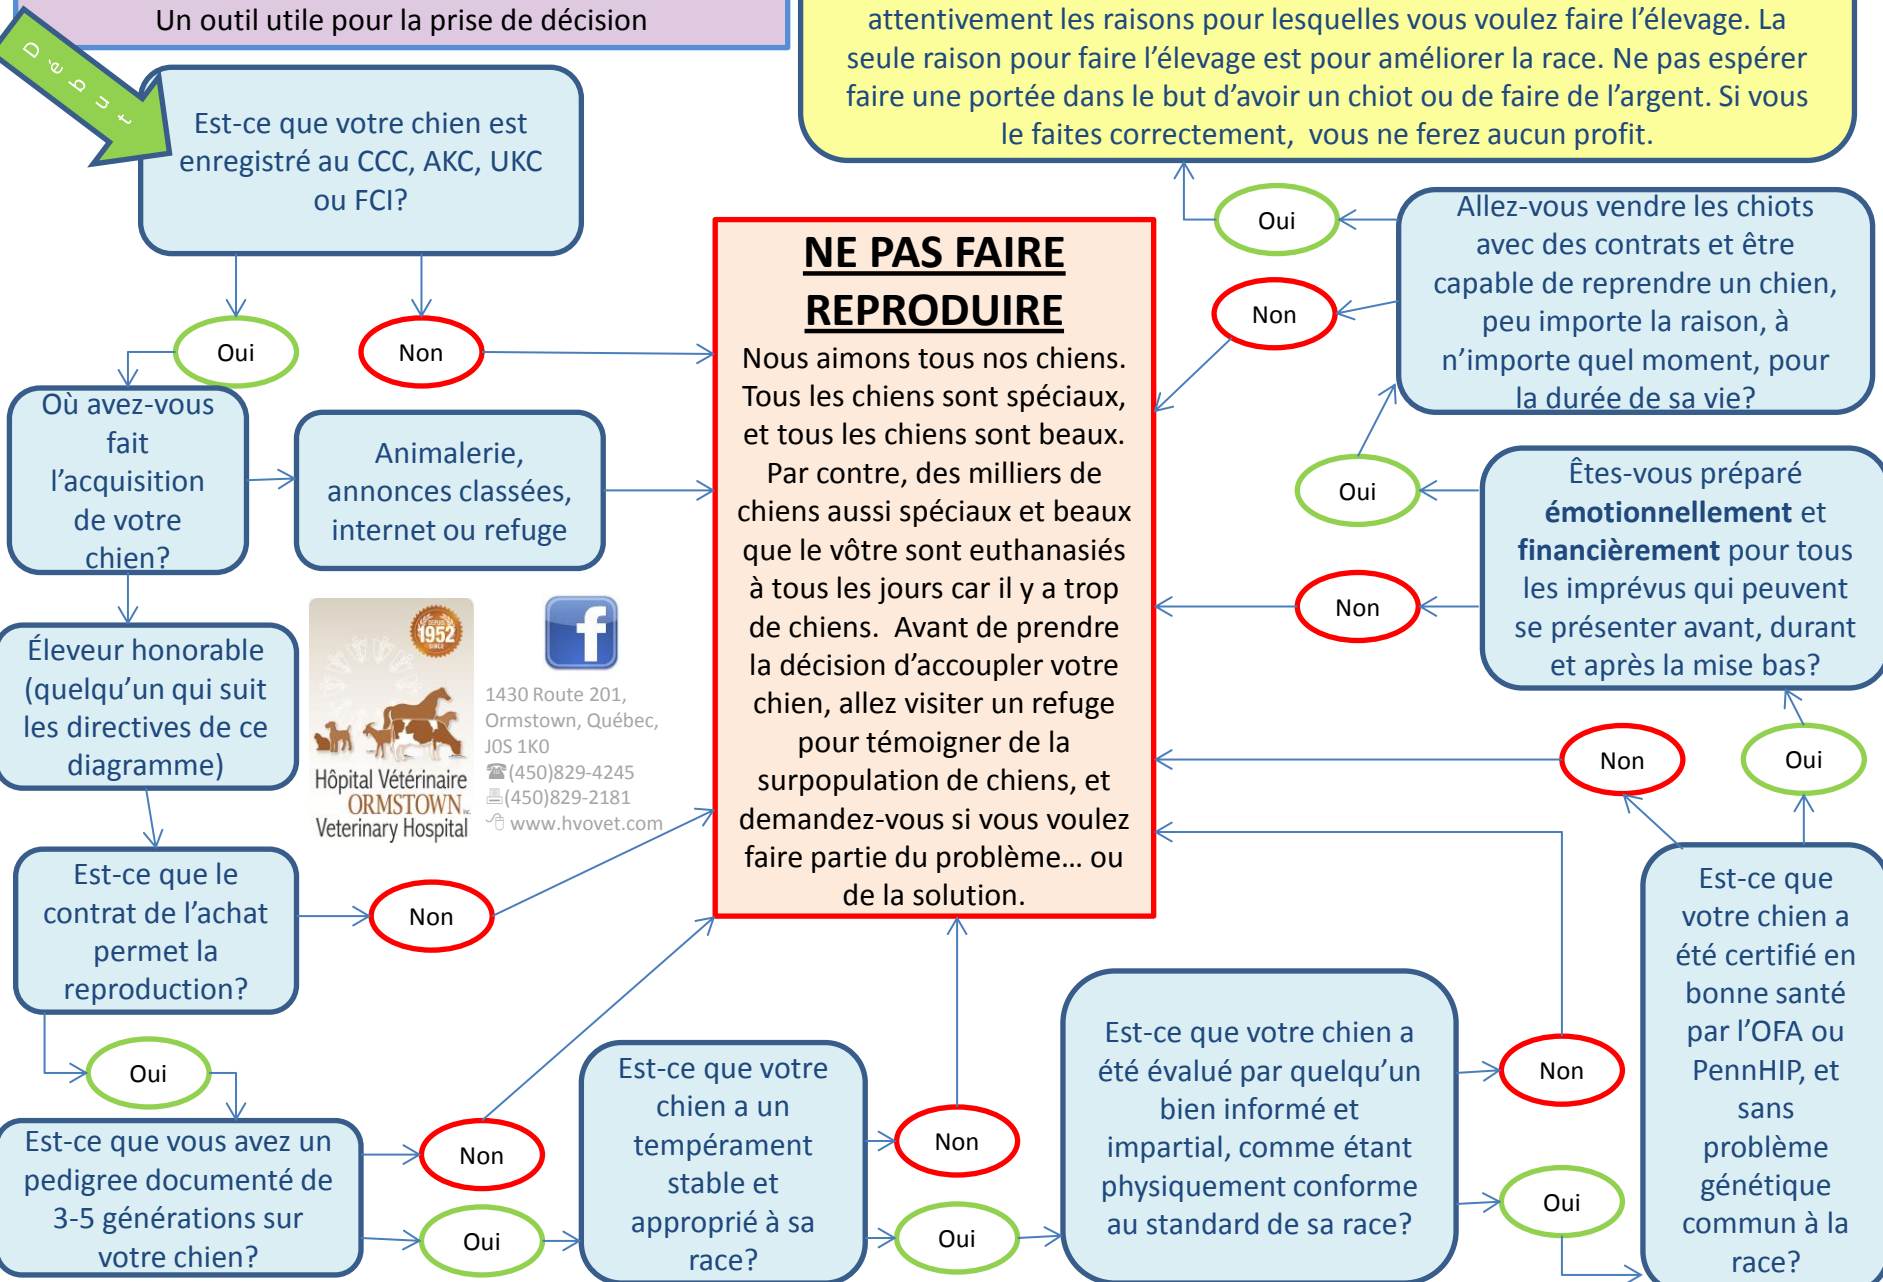 Un outil utile pour la prise de décision
attentivement les raisons pour lesquelles vous voulez faire l'élevage. La
seule raison pour faire l'élevage est pour améliorer la race. Ne pas espérer
faire une portée dans le but d'avoir un chiot ou de faire de l'argent. Si vous
le faites correctement, vous ne ferez aucun profit.
Début
Est-ce que votre chien est
enregistré au CCC, AKC, UKC
ou FCI?
Oui
Non
Où avez-vous
fait
l'acquisition
de votre
chien?
Animalerie,
annonces classées,
internet ou refuge
Éleveur honorable
(quelqu'un qui suit
les directives de ce
diagramme)
DEPUIS
1952
SINCE
Hôpital Vétérinaire
ORMSTOWN inc.
Veterinary Hospital
f
1430 Route 201,
Ormstown, Québec,
J0S 1K0
☎(450)829-4245
(450)829-2181
www.hvovet.com
Est-ce que le
contrat de l'achat
permet la
reproduction?
Non
Oui
Est-ce que vous avez un
pedigree documenté de
3-5 générations sur
votre chien?
Non
Oui
Est-ce que votre
chien a un
tempérament
stable et
approprié à sa
race?
Non
Oui
Est-ce que votre chien a
été évalué par quelqu'un
bien informé et
impartial, comme étant
physiquement conforme
au standard de sa race?
Non
Oui
Est-ce que
votre chien a
été certifié en
bonne santé
par l'OFA ou
PennHIP, et
sans
problème
génétique
commun à la
race?
Non
Oui
Êtes-vous préparé
émotionnellement et
financièrement pour tous
les imprévus qui peuvent
se présenter avant, durant
et après la mise bas?
Non
Oui
Allez-vous vendre les chiots
avec des contrats et être
capable de reprendre un chien,
peu importe la raison, à
n'importe quel moment, pour
la durée de sa vie?
Non
Oui
NE PAS FAIRE
REPRODUIRE
Nous aimons tous nos chiens.
Tous les chiens sont spéciaux,
et tous les chiens sont beaux.
Par contre, des milliers de
chiens aussi spéciaux et beaux
que le vôtre sont euthanasiés
à tous les jours car il y a trop
de chiens. Avant de prendre
la décision d'accoupler votre
chien, allez visiter un refuge
pour témoigner de la
surpopulation de chiens, et
demandez-vous si vous voulez
faire partie du problème… ou
de la solution.